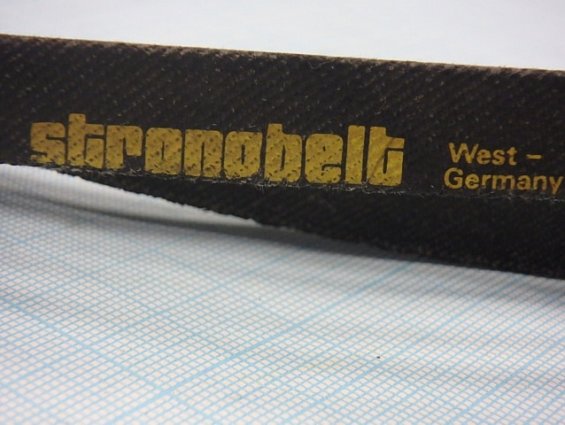 stronobelt
West -
Germany